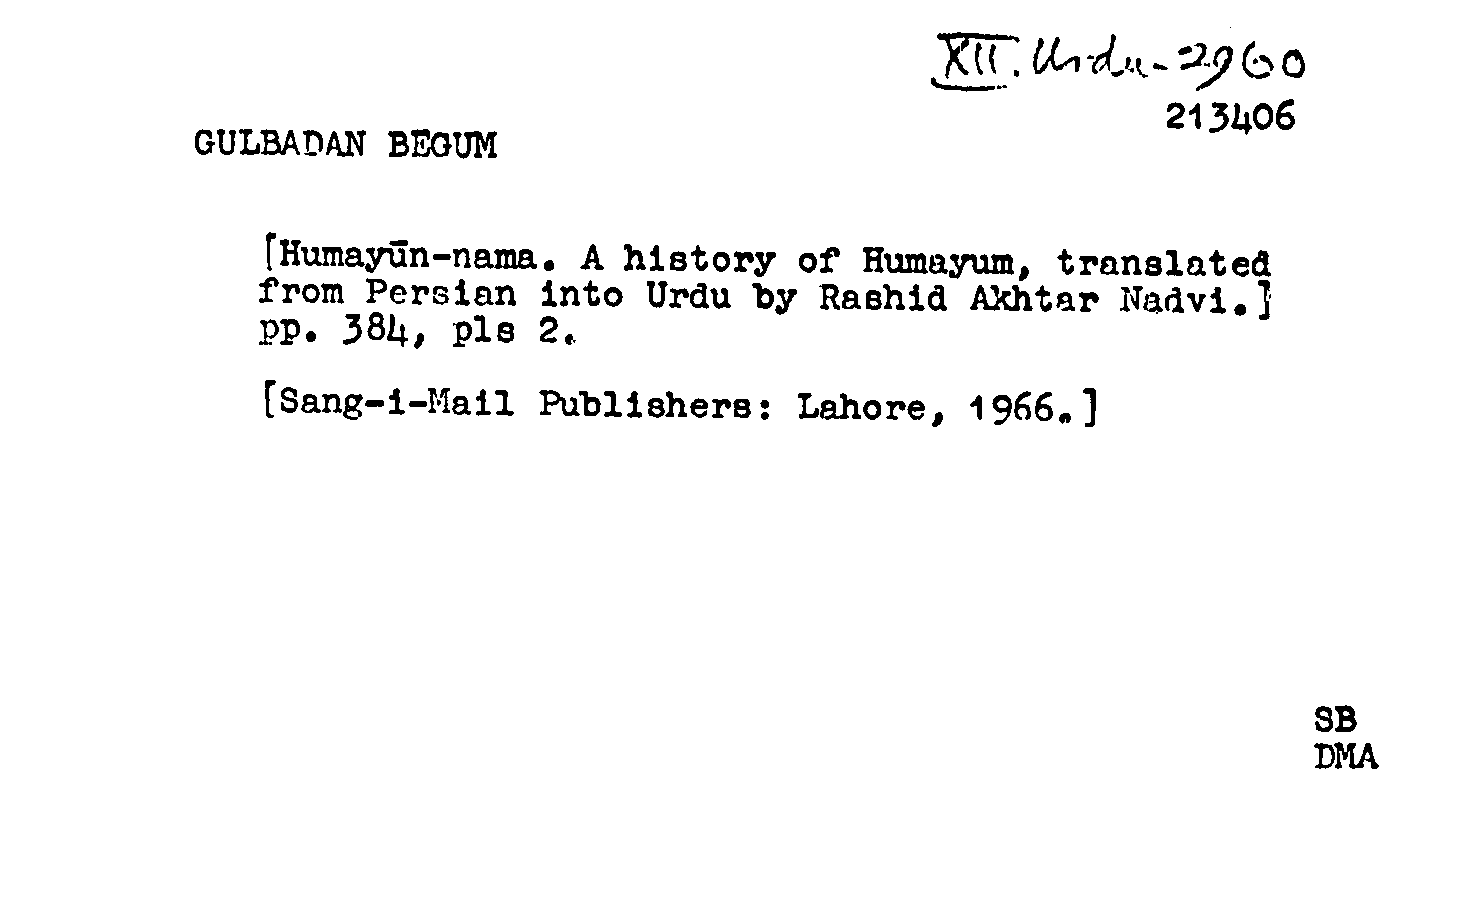 XII. Urdu-2960
213406
GULBADAN BEGUM
[Humayūn-nama. A history of Humayum, translated
from Persian into Urdu by Rashid Akhtar Nadvi.]
pp. 384, pls 2.
[Sang-i-Mail Publishers: Lahore, 1966.]
SB
DMA